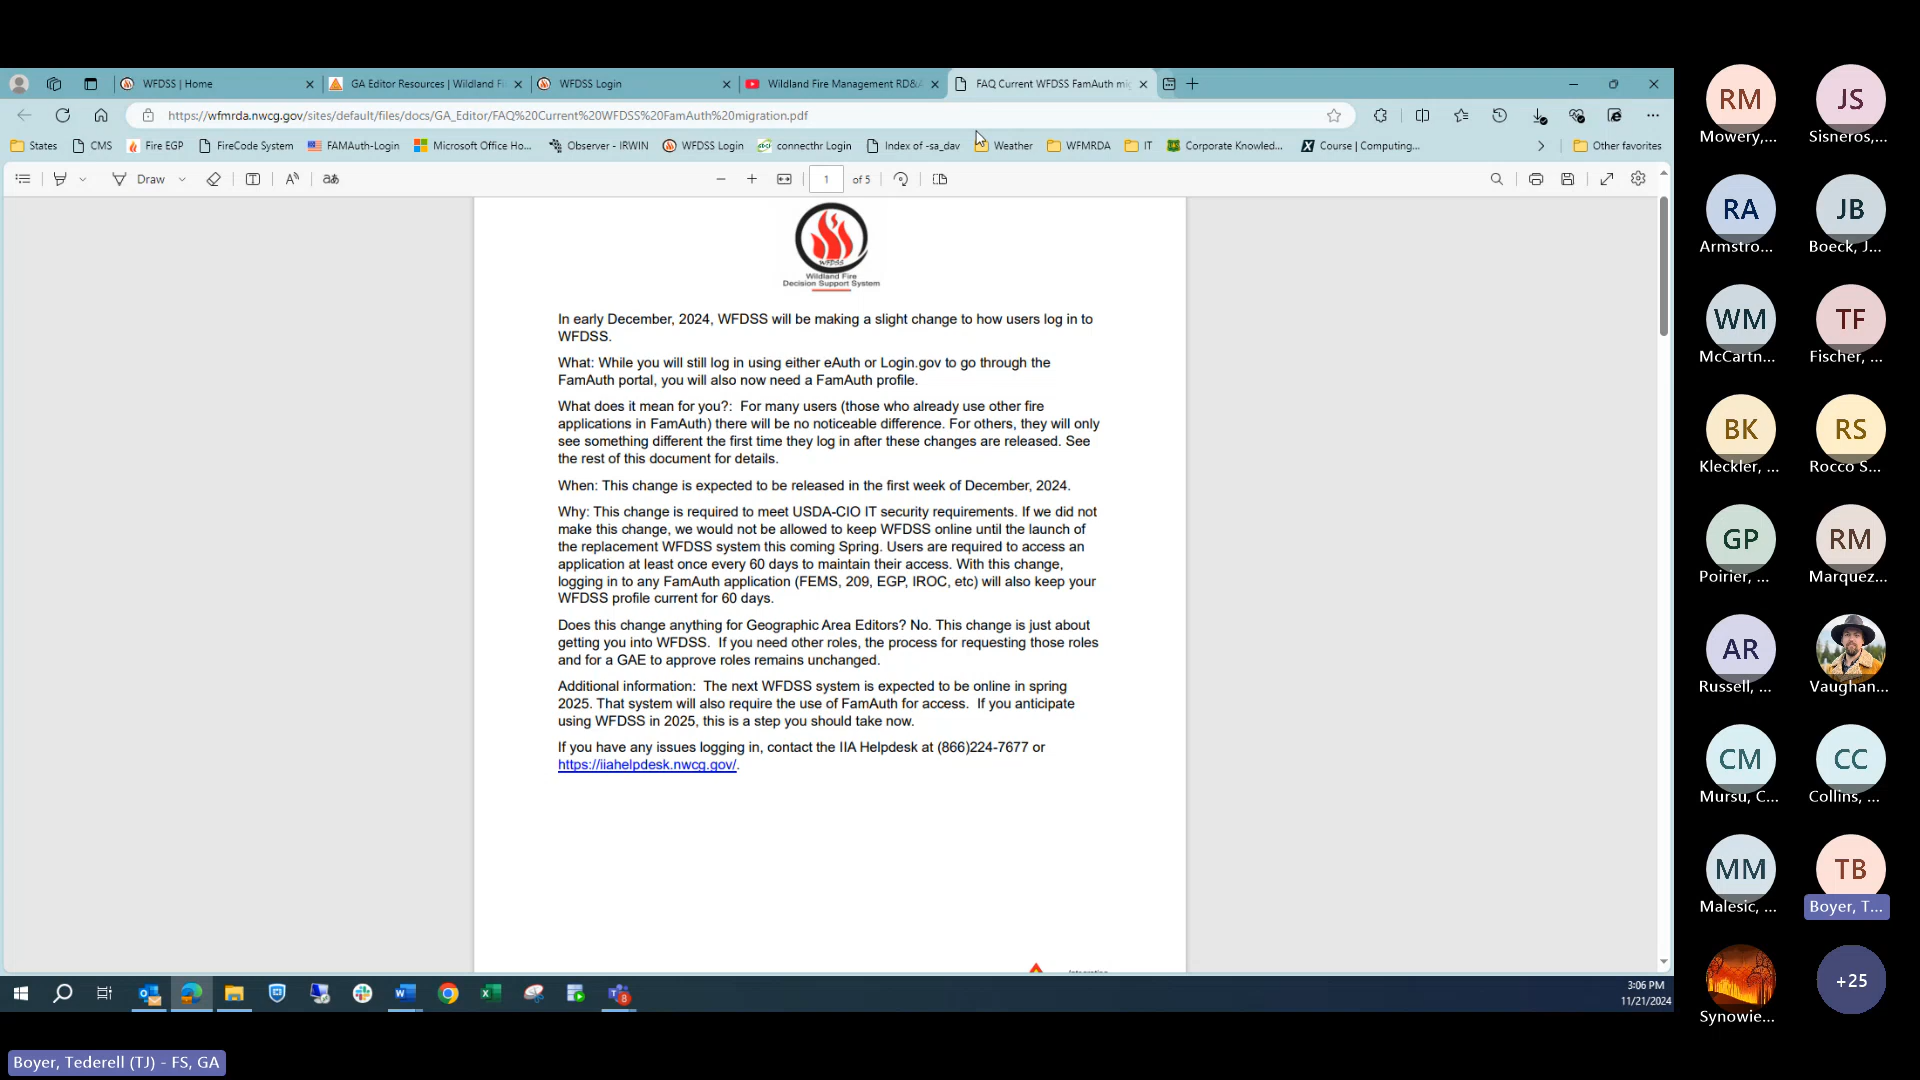 WFDSS | Home
GA Editor Resources | Wildland Fi
WFDSS Login
Wildland Fire Management RD&
FAQ Current WFDSS FamAuth mi
https://wfmrda.nwcg.gov/sites/default/files/docs/GA_Editor/FAQ%20Current%20WFDSS%20FamAuth%20migration.pdf
States
CMS
Fire EGP
FireCode System
FAMAuth-Login
Microsoft Office Ho...
Observer - IRWIN
WFDSS Login
connecthr Login
Index of -sa_dav
Weather
WFMRDA
IT
Corporate Knowled...
Course | Computing...
Other favorites
Draw
1 of 5
WFDSS
Wildland Fire
Decision Support System
In early December, 2024, WFDSS will be making a slight change to how users log in to
WFDSS.
What: While you will still log in using either eAuth or Login.gov to go through the
FamAuth portal, you will also now need a FamAuth profile.
What does it mean for you?: For many users (those who already use other fire
applications in FamAuth) there will be no noticeable difference. For others, they will only
see something different the first time they log in after these changes are released. See
the rest of this document for details.
When: This change is expected to be released in the first week of December, 2024.
Why: This change is required to meet USDA-CIO IT security requirements. If we did not
make this change, we would not be allowed to keep WFDSS online until the launch of
the replacement WFDSS system this coming Spring. Users are required to access an
application at least once every 60 days to maintain their access. With this change,
logging in to any FamAuth application (FEMS, 209, EGP, IROC, etc) will also keep your
WFDSS profile current for 60 days.
Does this change anything for Geographic Area Editors? No. This change is just about
getting you into WFDSS. If you need other roles, the process for requesting those roles
and for a GAE to approve roles remains unchanged.
Additional information: The next WFDSS system is expected to be online in spring
2025. That system will also require the use of FamAuth for access. If you anticipate
using WFDSS in 2025, this is a step you should take now.
If you have any issues logging in, contact the IIA Helpdesk at (866)224-7677 or
https://iiahelpdesk.nwcg.gov/.
3:06 PM
11/21/2024
RM
Mowery,...
JS
Sisneros,...
RA
Armstro...
JB
Boeck, J...
WM
McCartn...
TF
Fischer, ...
BK
Kleckler, ...
RS
Rocco S...
GP
Poirier, ...
RM
Marquez...
AR
Russell, ...
Vaughan...
CM
Mursu, C...
CC
Collins, ...
MM
Malesic, ...
TB
Boyer, T...
Synowie...
+25
Boyer, Tederell (TJ) - FS, GA